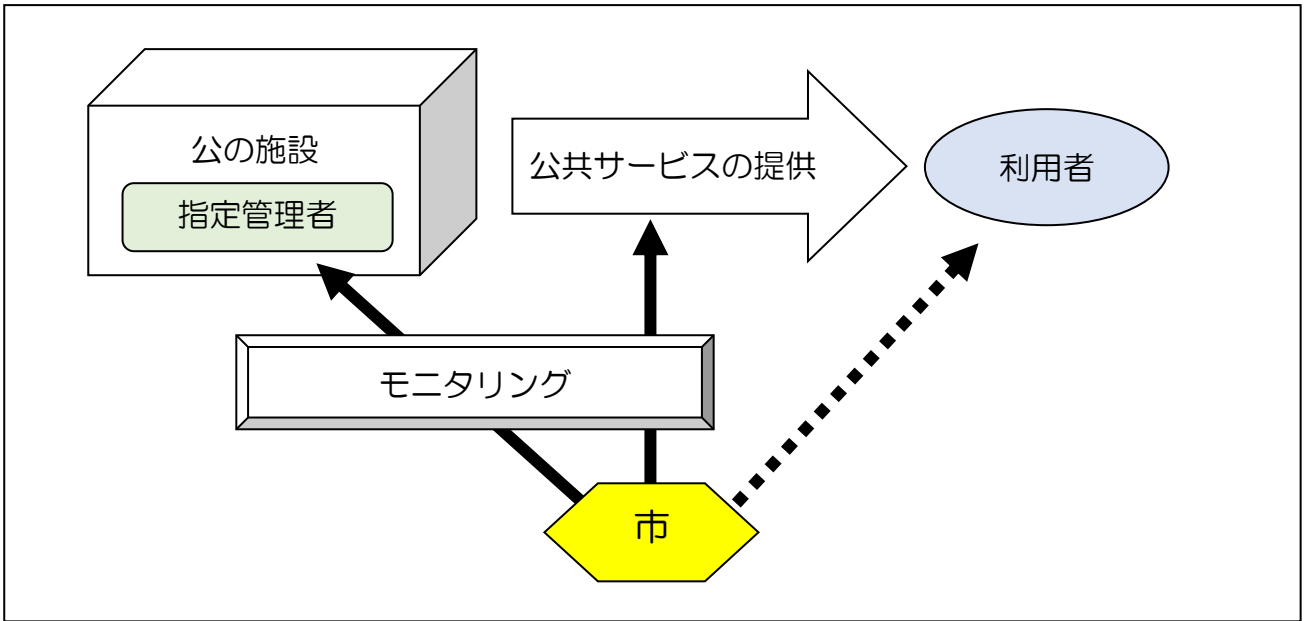 公の施設
指定管理者
公共サービスの提供
利用者
モニタリング
市